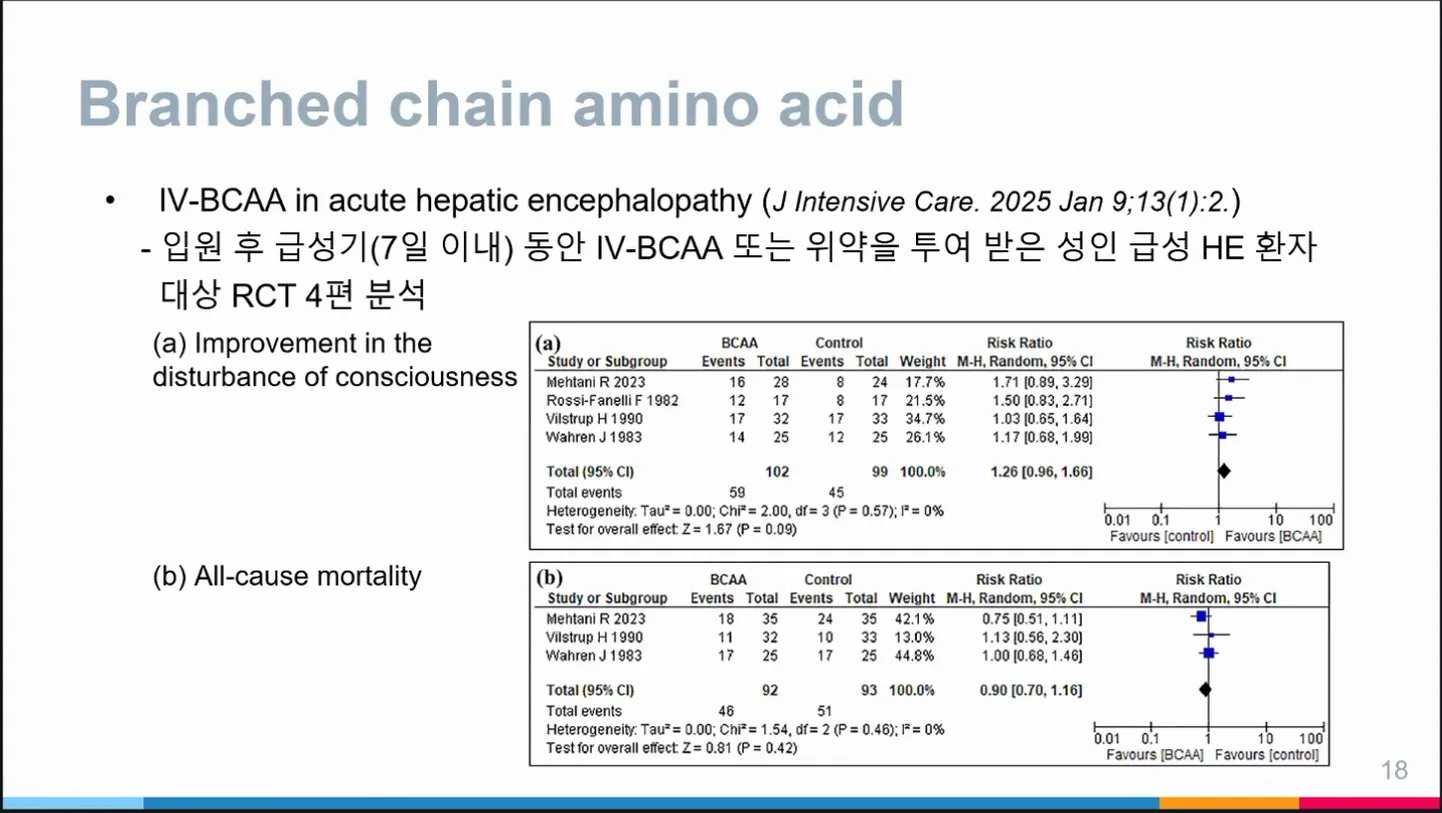 Branched chain amino acid
• IV-BCAA in acute hepatic encephalopathy (J Intensive Care. 2025 Jan 9;13(1):2.)
- 입원 후 급성기(7일 이내) 동안 IV-BCAA 또는 위약을 투여 받은 성인 급성 HE 환자
대상 RCT 4편 분석
(a) Improvement in the
disturbance of consciousness
(a) BCAA Control Risk Ratio Risk Ratio
Study or Subgroup Events Total Events Total Weight M-H, Random, 95% CI M-H, Random, 95% CI
Mehtani R 2023 16 28 8 24 17.7% 1.71 [0.89, 3.29]
Rossi-Fanelli F 1982 12 17 8 17 21.5% 1.50 [0.83, 2.71]
Vilstrup H 1990 17 32 17 33 34.7% 1.03 [0.65, 1.64]
Wahren J 1983 14 25 12 25 26.1% 1.17 [0.68, 1.99]
Total (95% CI) 102 99 100.0% 1.26 [0.96, 1.66]
Total events 59 45
Heterogeneity: Tau² = 0.00; Chi² = 2.00, df = 3 (P = 0.57); I² = 0%
Test for overall effect: Z = 1.67 (P = 0.09)
0.01 0.1 1 10 100
Favours [control] Favours [BCAA]
(b) All-cause mortality
(b) BCAA Control Risk Ratio Risk Ratio
Study or Subgroup Events Total Events Total Weight M-H, Random, 95% CI M-H, Random, 95% CI
Mehtani R 2023 18 35 24 35 42.1% 0.75 [0.51, 1.11]
Vilstrup H 1990 11 32 10 33 13.0% 1.13 [0.56, 2.30]
Wahren J 1983 17 25 17 25 44.8% 1.00 [0.68, 1.46]
Total (95% CI) 92 93 100.0% 0.90 [0.70, 1.16]
Total events 46 51
Heterogeneity: Tau² = 0.00; Chi² = 1.54, df = 2 (P = 0.46); I² = 0%
Test for overall effect: Z = 0.81 (P = 0.42)
0.01 0.1 1 10 100
Favours [BCAA] Favours [control]
18